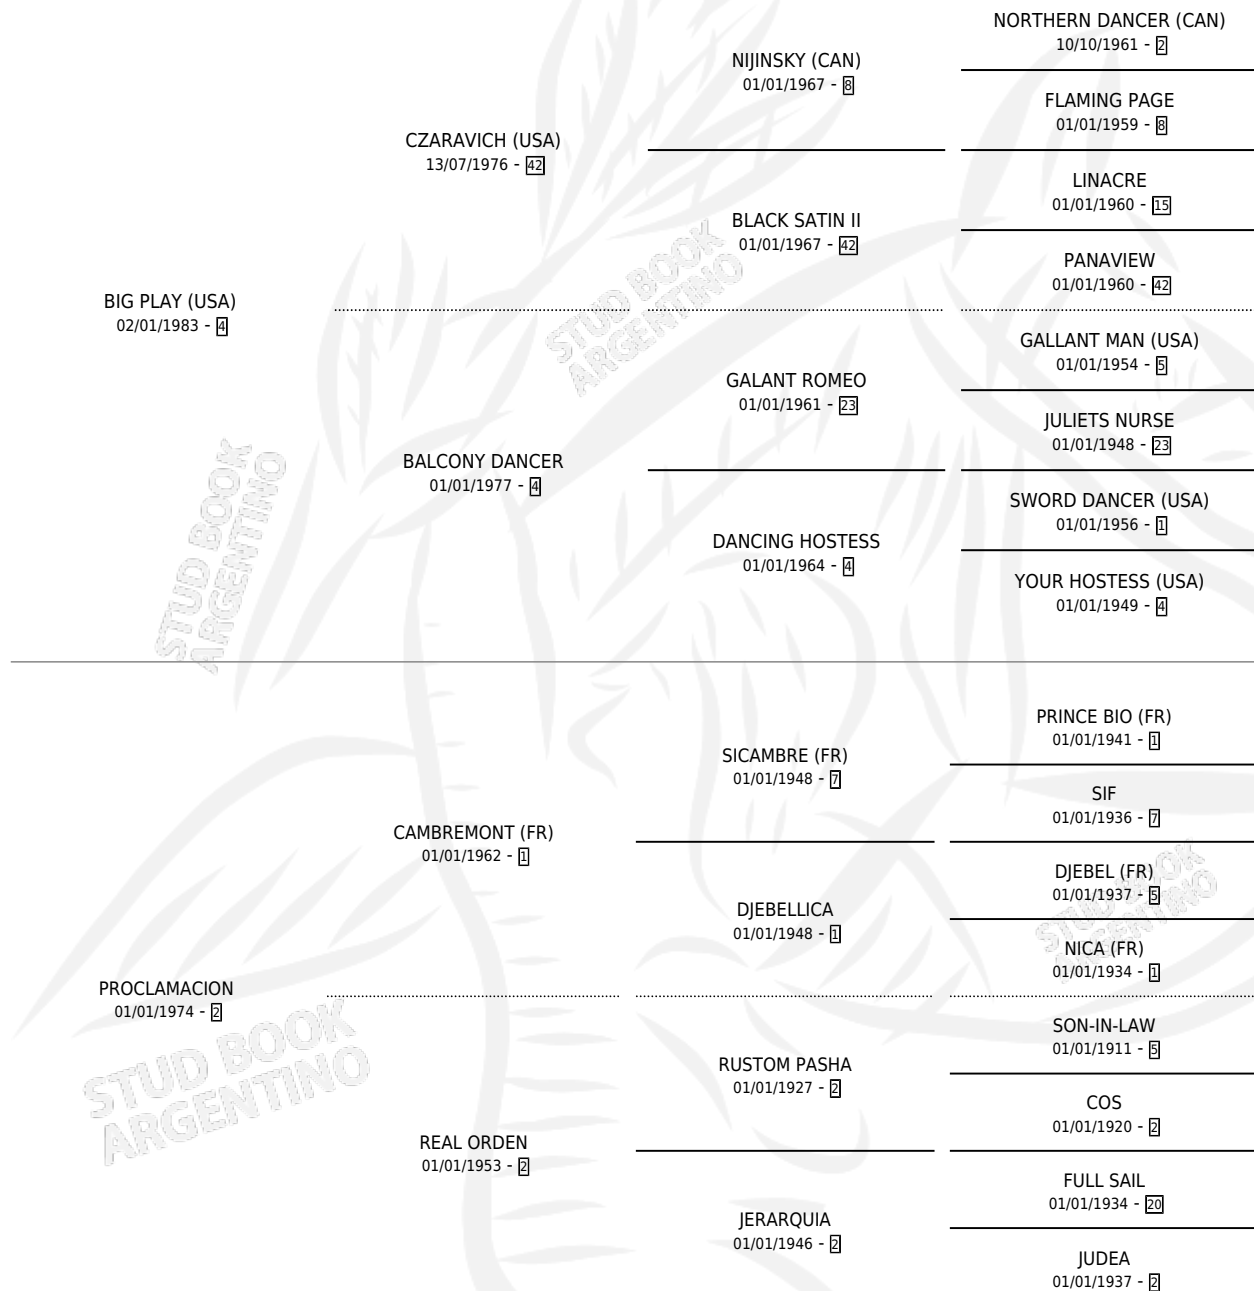 NORTHERN DANCER (CAN)
10/10/1961 - 2
NIJINSKY (CAN)
01/01/1967 - 8
FLAMING PAGE
01/01/1959 - 8
CZARAVICH (USA)
13/07/1976 - 42
LINACRE
01/01/1960 - 15
BLACK SATIN II
01/01/1967 - 42
PANAVIEW
01/01/1960 - 42
BIG PLAY (USA)
02/01/1983 - 4
STUD BOOK
ARGENTINO
GALLANT MAN (USA)
01/01/1954 - 5
GALANT ROMEO
01/01/1961 - 23
JULIETS NURSE
01/01/1948 - 23
BALCONY DANCER
01/01/1977 - 4
SWORD DANCER (USA)
01/01/1956 - 1
DANCING HOSTESS
01/01/1964 - 4
YOUR HOSTESS (USA)
01/01/1949 - 4
STUD BOOK
ARGENTINO
PRINCE BIO (FR)
01/01/1941 - 1
SICAMBRE (FR)
01/01/1948 - 7
SIF
01/01/1936 - 7
CAMBREMONT (FR)
01/01/1962 - 1
DJEBEL (FR)
01/01/1937 - 5
DJEBELLICA
01/01/1948 - 1
NICA (FR)
01/01/1934 - 1
STUD BOOK
ARGENTINO
PROCLAMACION
01/01/1974 - 2
SON-IN-LAW
01/01/1911 - 5
RUSTOM PASHA
01/01/1927 - 2
COS
01/01/1920 - 2
STUD BOOK
ARGENTINO
REAL ORDEN
01/01/1953 - 2
FULL SAIL
01/01/1934 - 20
JERARQUIA
01/01/1946 - 2
JUDEA
01/01/1937 - 2